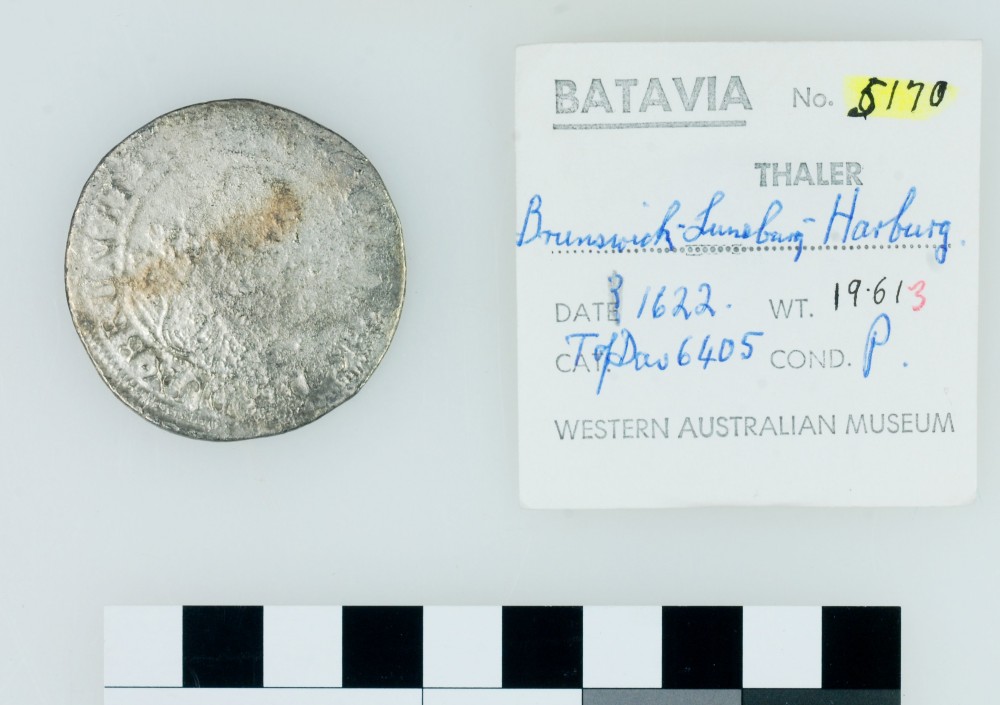 BATAVIA No. 5170
THALER
Brunswick-Luneburg-Harburg.
DATE 1622. WT. 19.613
CAT. Dav 6405 COND. P.
WESTERN AUSTRALIAN MUSEUM